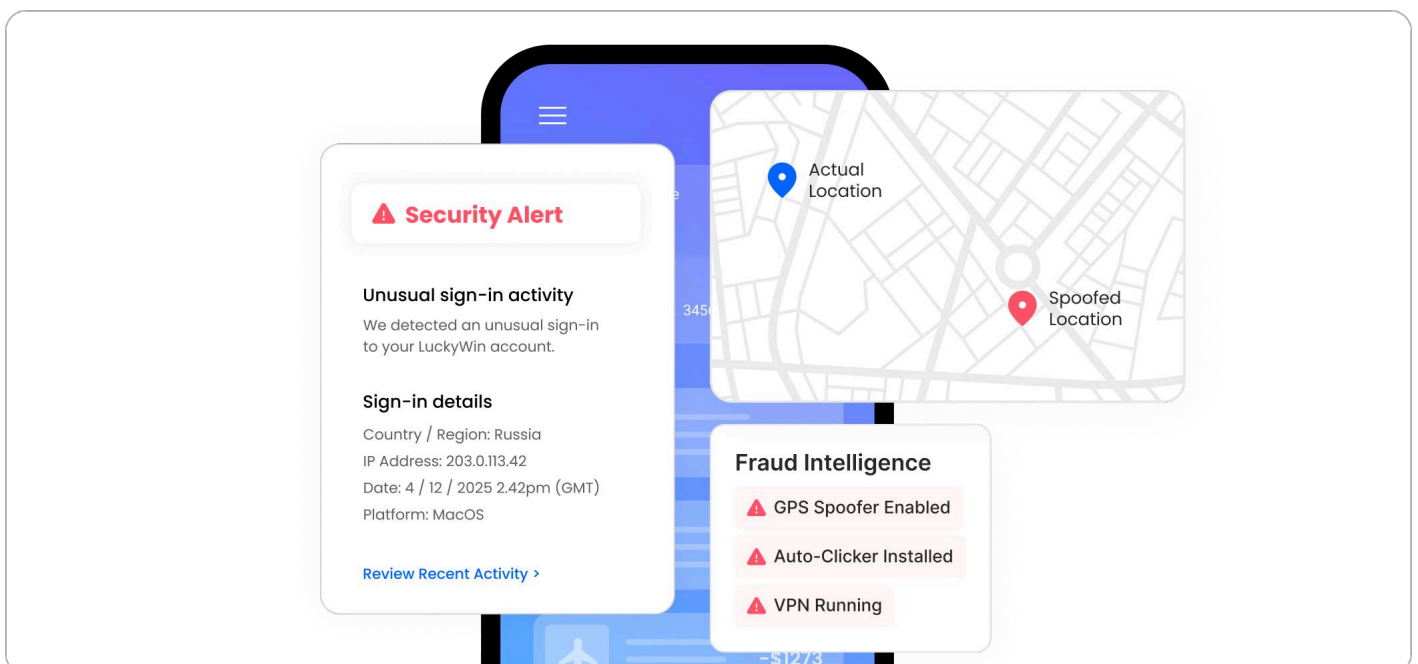 Security Alert
Unusual sign-in activity
We detected an unusual sign-in
to your LuckyWin account.
Sign-in details
Country / Region: Russia
IP Address: 203.0.113.42
Date: 4 / 12 / 2025 2.42pm (GMT)
Platform: MacOS
Review Recent Activity >
Actual
Location
Spoofed
Location
Fraud Intelligence
GPS Spoofer Enabled
Auto-Clicker Installed
VPN Running
-$1273